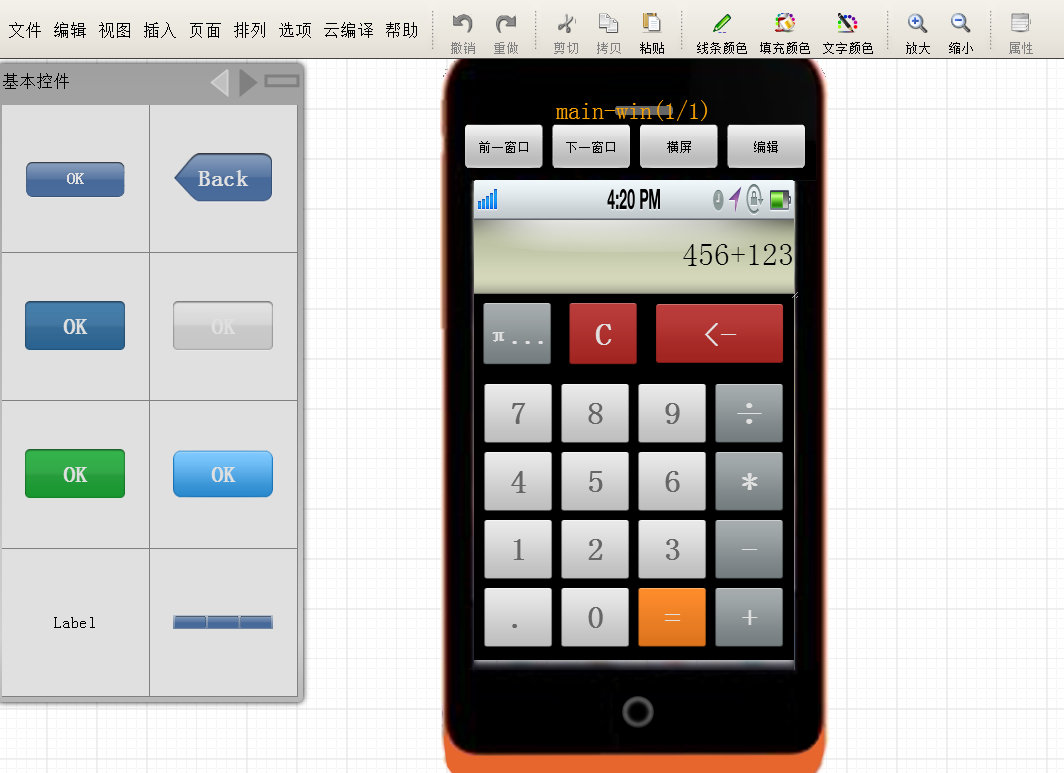 文件 编辑 视图 插入 页面 排列 选项 云编译 帮助
撤销 重做 剪切 拷贝 粘贴 线条颜色 填充颜色 文字颜色 放大 缩小 属性
基本控件
OK Back
OK OK
OK OK
Label
main-win(1/1)
前一窗口 下一窗口 横屏 编辑
4:20 PM
456+123
π... C <-
7 8 9 ÷
4 5 6 *
1 2 3 -
. 0 = +